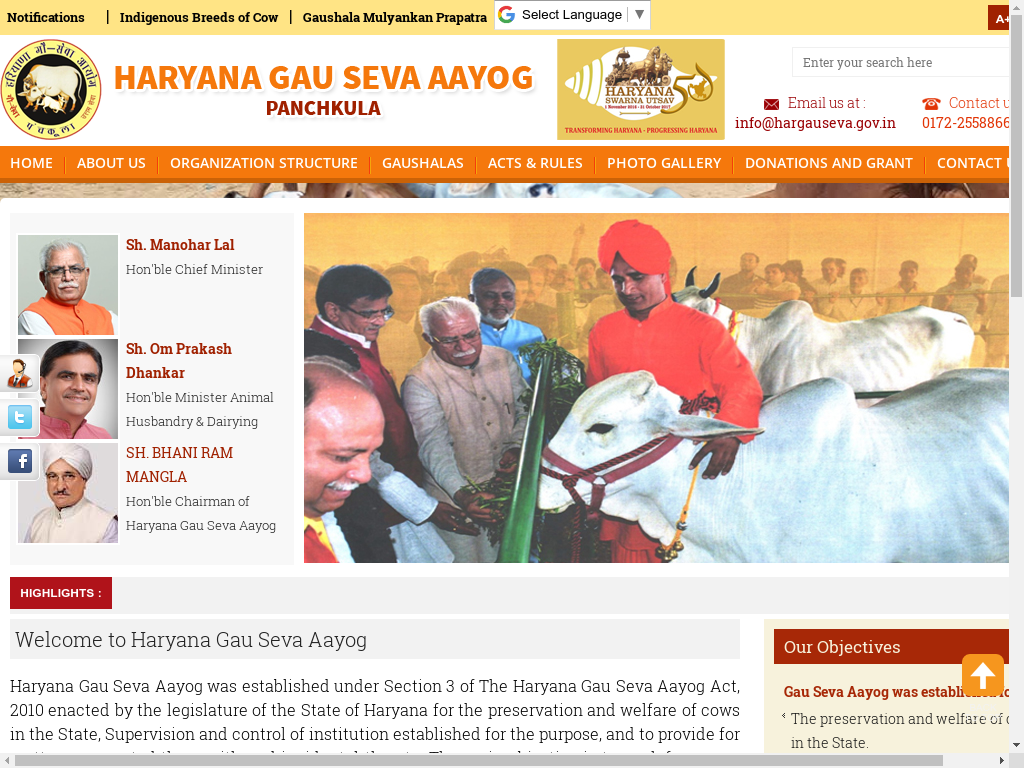 Notifications | Indigenous Breeds of Cow | Gaushala Mulyankan Prapatra
Select Language ▼
A+
हरियाणा गौ-सेवा आयोग
पंचकूला
HARYANA GAU SEVA AAYOG
PANCHKULA
HARYANA
SWARNA UTSAV
1 November 2016 - 31 October 2017
TRANSFORMING HARYANA - PROGRESSING HARYANA
Enter your search here
Email us at :
info@hargauseva.gov.in
Contact u
0172-2558866
HOME | ABOUT US | ORGANIZATION STRUCTURE | GAUSHALAS | ACTS & RULES | PHOTO GALLERY | DONATIONS AND GRANT | CONTACT U
Sh. Manohar Lal
Hon'ble Chief Minister
Sh. Om Prakash
Dhankar
Hon'ble Minister Animal
Husbandry & Dairying
SH. BHANI RAM
MANGLA
Hon'ble Chairman of
Haryana Gau Seva Aayog
HIGHLIGHTS :
Welcome to Haryana Gau Seva Aayog
Haryana Gau Seva Aayog was established under Section 3 of The Haryana Gau Seva Aayog Act,
2010 enacted by the legislature of the State of Haryana for the preservation and welfare of cows
in the State, Supervision and control of institution established for the purpose, and to provide for
Our Objectives
Gau Seva Aayog was established fo
The preservation and welfare of c
in the State.